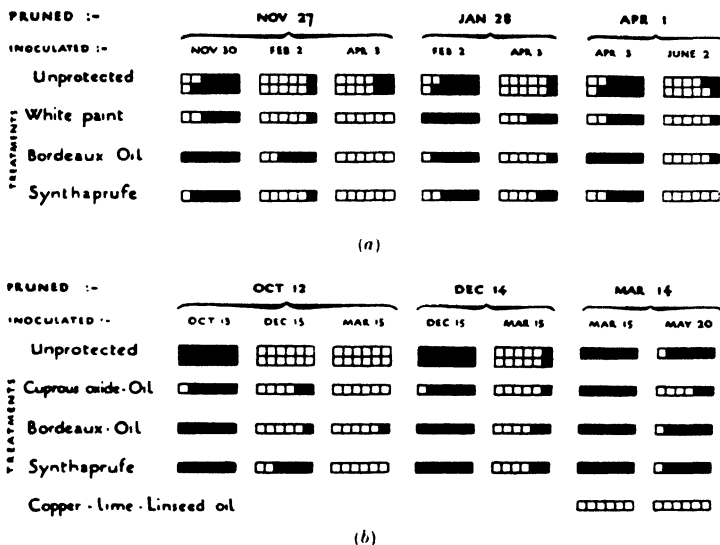 PRUNED :- NOV 27 JAN 28 APR 1
INOCULATED :- NOV 30 FEB 2 APR 3 FEB 2 APR 3 APR 3 JUNE 2
TREATMENTS
Unprotected
White paint
Bordeaux Oil
Synthaprufe
(a)
PRUNED :- OCT 12 DEC 14 MAR 14
INOCULATED :- OCT 13 DEC 15 MAR 15 DEC 15 MAR 15 MAR 15 MAY 20
TREATMENTS
Unprotected
Cuprous oxide-Oil
Bordeaux-Oil
Synthaprufe
Copper-Lime-Linseed oil
(b)